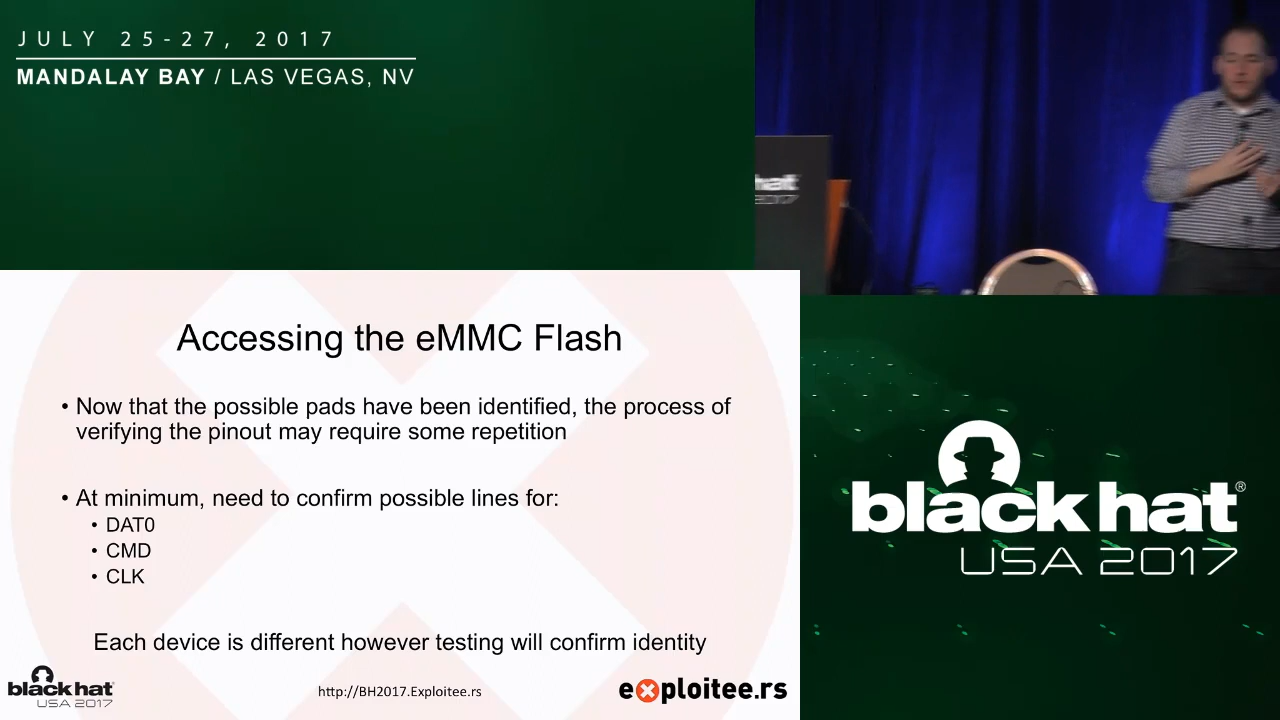 JULY 25-27, 2017
MANDALAY BAY / LAS VEGAS, NV
hat
2017
Accessing the eMMC Flash
• Now that the possible pads have been identified, the process of
verifying the pinout may require some repetition
• At minimum, need to confirm possible lines for:
• DAT0
• CMD
• CLK
Each device is different however testing will confirm identity
black hat
USA 2017
http://BH2017.Exploitee.rs
exploitee.rs
black hat®
USA 2017